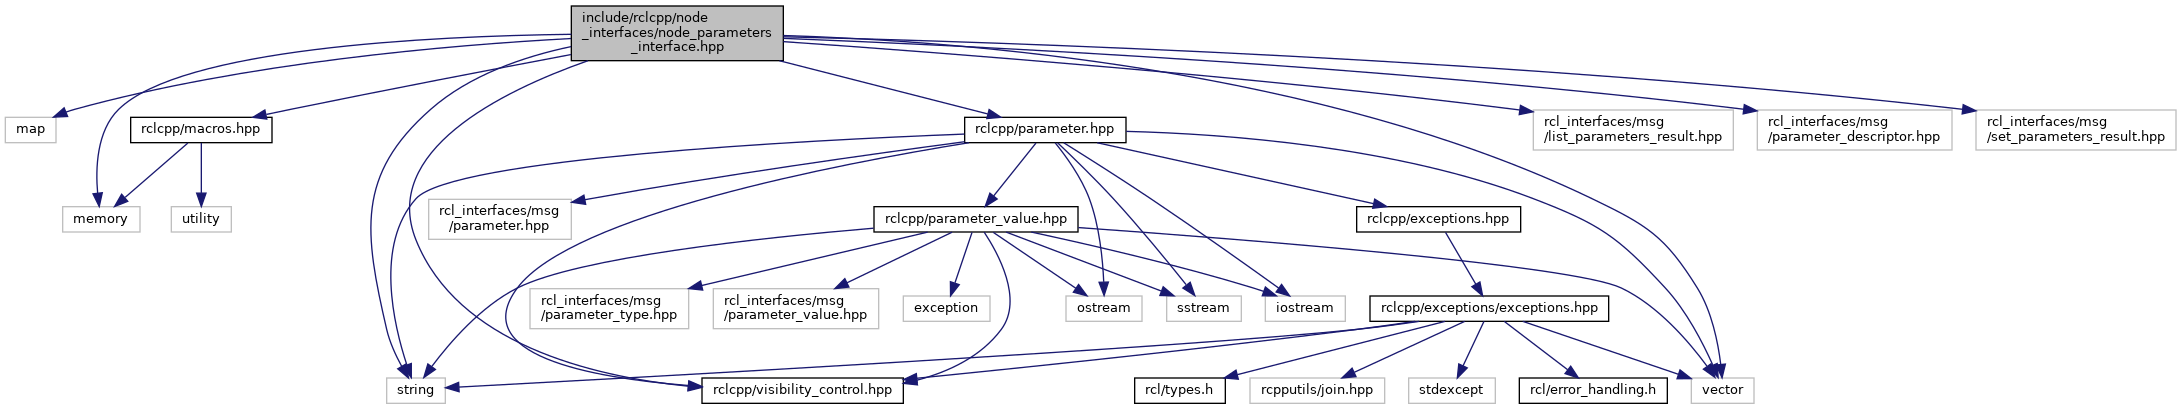 include/rclcpp/node
_interfaces/node_parameters
_interface.hpp
map
rclcpp/macros.hpp
rclcpp/parameter.hpp
rcl_interfaces/msg
/list_parameters_result.hpp
rcl_interfaces/msg
/parameter_descriptor.hpp
rcl_interfaces/msg
/set_parameters_result.hpp
memory
utility
rcl_interfaces/msg
/parameter.hpp
rclcpp/parameter_value.hpp
rclcpp/exceptions.hpp
rcl_interfaces/msg
/parameter_type.hpp
rcl_interfaces/msg
/parameter_value.hpp
exception
ostream
sstream
iostream
rclcpp/exceptions/exceptions.hpp
string
rclcpp/visibility_control.hpp
rcl/types.h
rcpputils/join.hpp
stdexcept
rcl/error_handling.h
vector